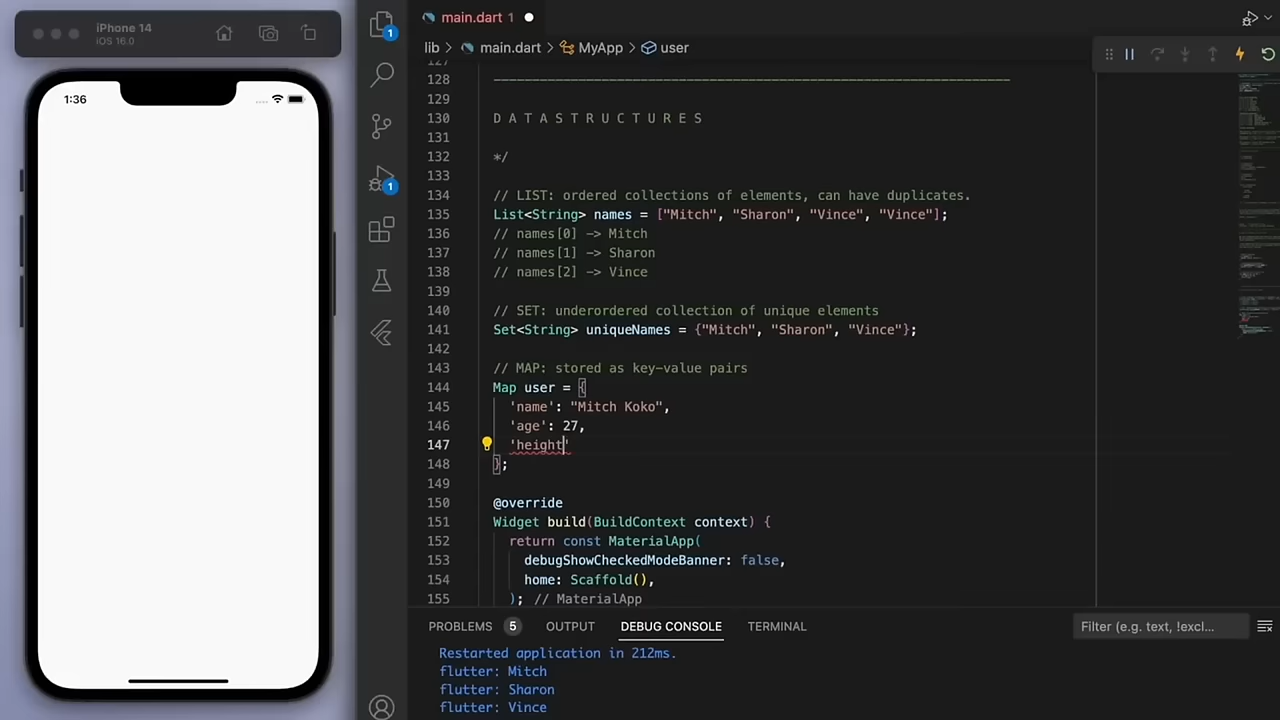 iPhone 14
iOS 16.0
1:36
1
1
main.dart 1
lib > main.dart > MyApp > user
127
128 ———————————————————————————————
129
130 D A T A S T R U C T U R E S
131
132 */
133
134 // LIST: ordered collections of elements, can have duplicates.
135 List<String> names = ["Mitch", "Sharon", "Vince", "Vince"];
136 // names[0] -> Mitch
137 // names[1] -> Sharon
138 // names[2] -> Vince
139
140 // SET: underordered collection of unique elements
141 Set<String> uniqueNames = {"Mitch", "Sharon", "Vince"};
142
143 // MAP: stored as key-value pairs
144 Map user = {
145 'name': "Mitch Koko",
146 'age': 27,
147 'height'
148 };
149
150 @override
151 Widget build(BuildContext context) {
152 return const MaterialApp(
153 debugShowCheckedModeBanner: false,
154 home: Scaffold(),
155 ); // MaterialApp
PROBLEMS 5 OUTPUT DEBUG CONSOLE TERMINAL Filter (e.g. text, !excl...
Restarted application in 212ms.
flutter: Mitch
flutter: Sharon
flutter: Vince